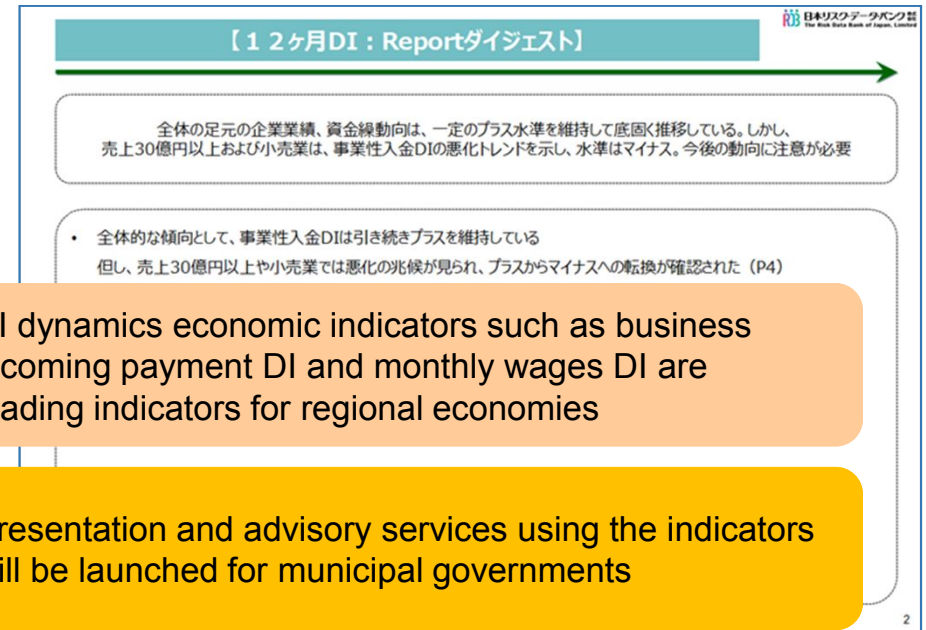 日本リスク・データバンク
The Risk Data Bank of Japan, Limited
【12ヶ月DI:Reportダイジェスト】
全体の足元の企業業績、資金繰動向は、一定のプラス水準を維持して底固く推移している。しかし、
売上30億円以上および小売業は、事業性入金DIの悪化トレンドを示し、水準はマイナス。今後の動向に注意が必要
・ 全体的な傾向として、事業性入金DIは引き続きプラスを維持している
但し、売上30億円以上や小売業では悪化の兆候が見られ、プラスからマイナスへの転換が確認された(P4)
I dynamics economic indicators such as business
coming payment DI and monthly wages DI are
ading indicators for regional economies
resentation and advisory services using the indicators
ill be launched for municipal governments
2